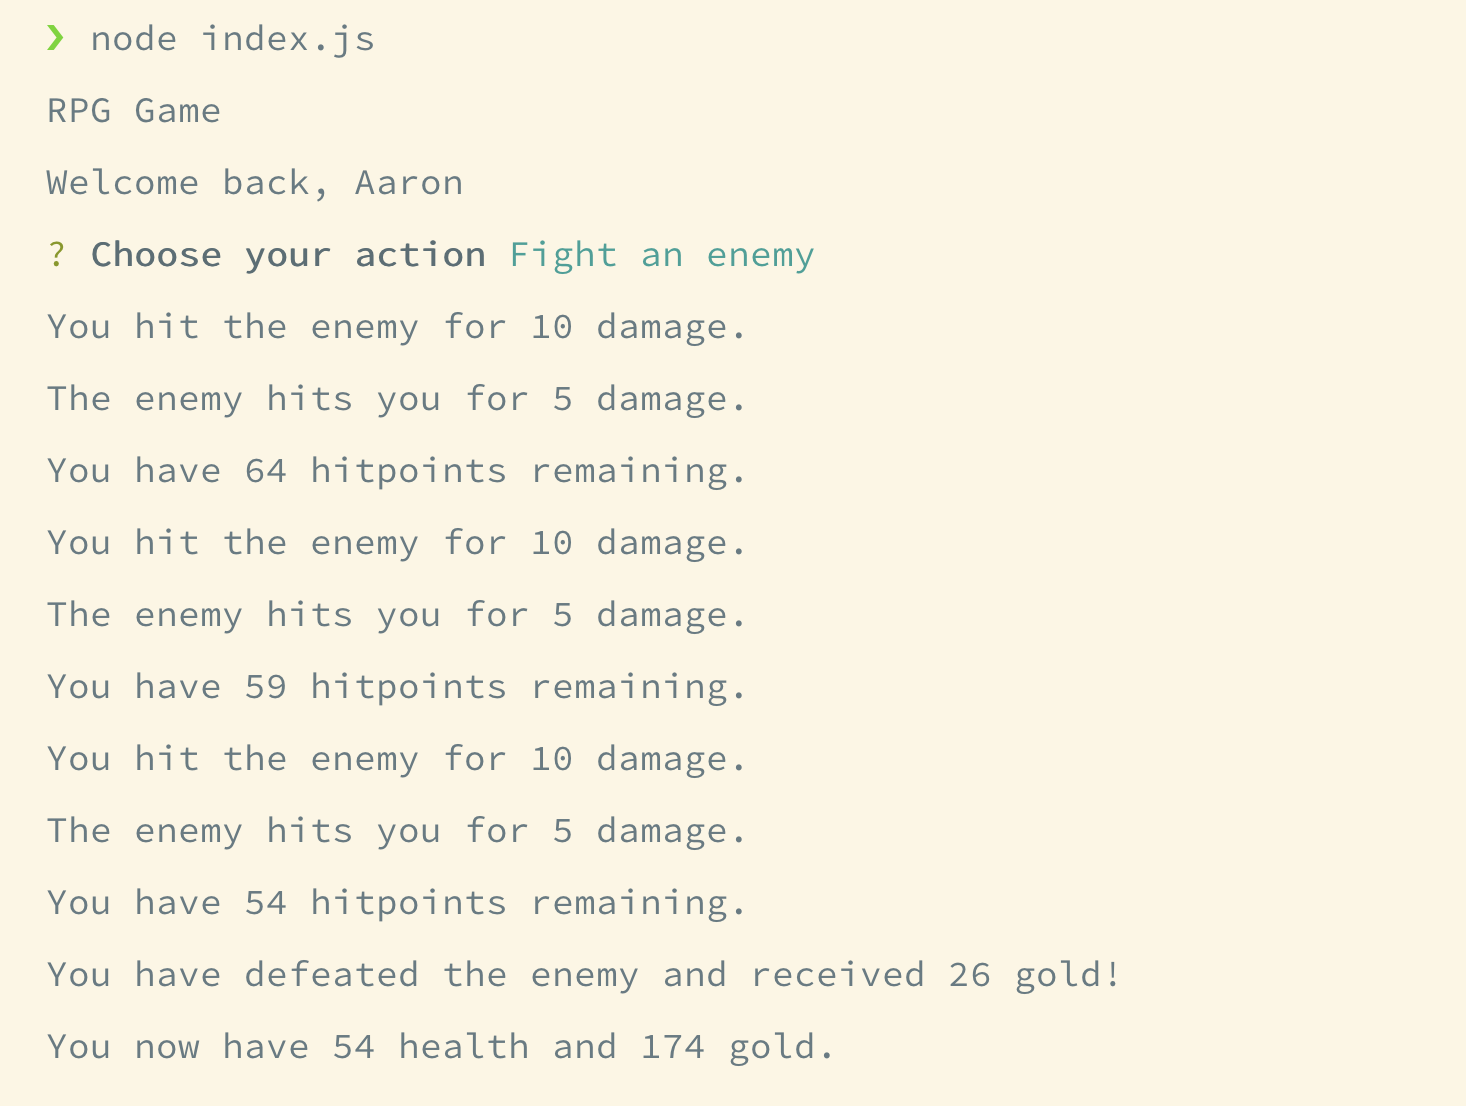 ❯ node index.js
RPG Game
Welcome back, Aaron
? Choose your action Fight an enemy
You hit the enemy for 10 damage.
The enemy hits you for 5 damage.
You have 64 hitpoints remaining.
You hit the enemy for 10 damage.
The enemy hits you for 5 damage.
You have 59 hitpoints remaining.
You hit the enemy for 10 damage.
The enemy hits you for 5 damage.
You have 54 hitpoints remaining.
You have defeated the enemy and received 26 gold!
You now have 54 health and 174 gold.